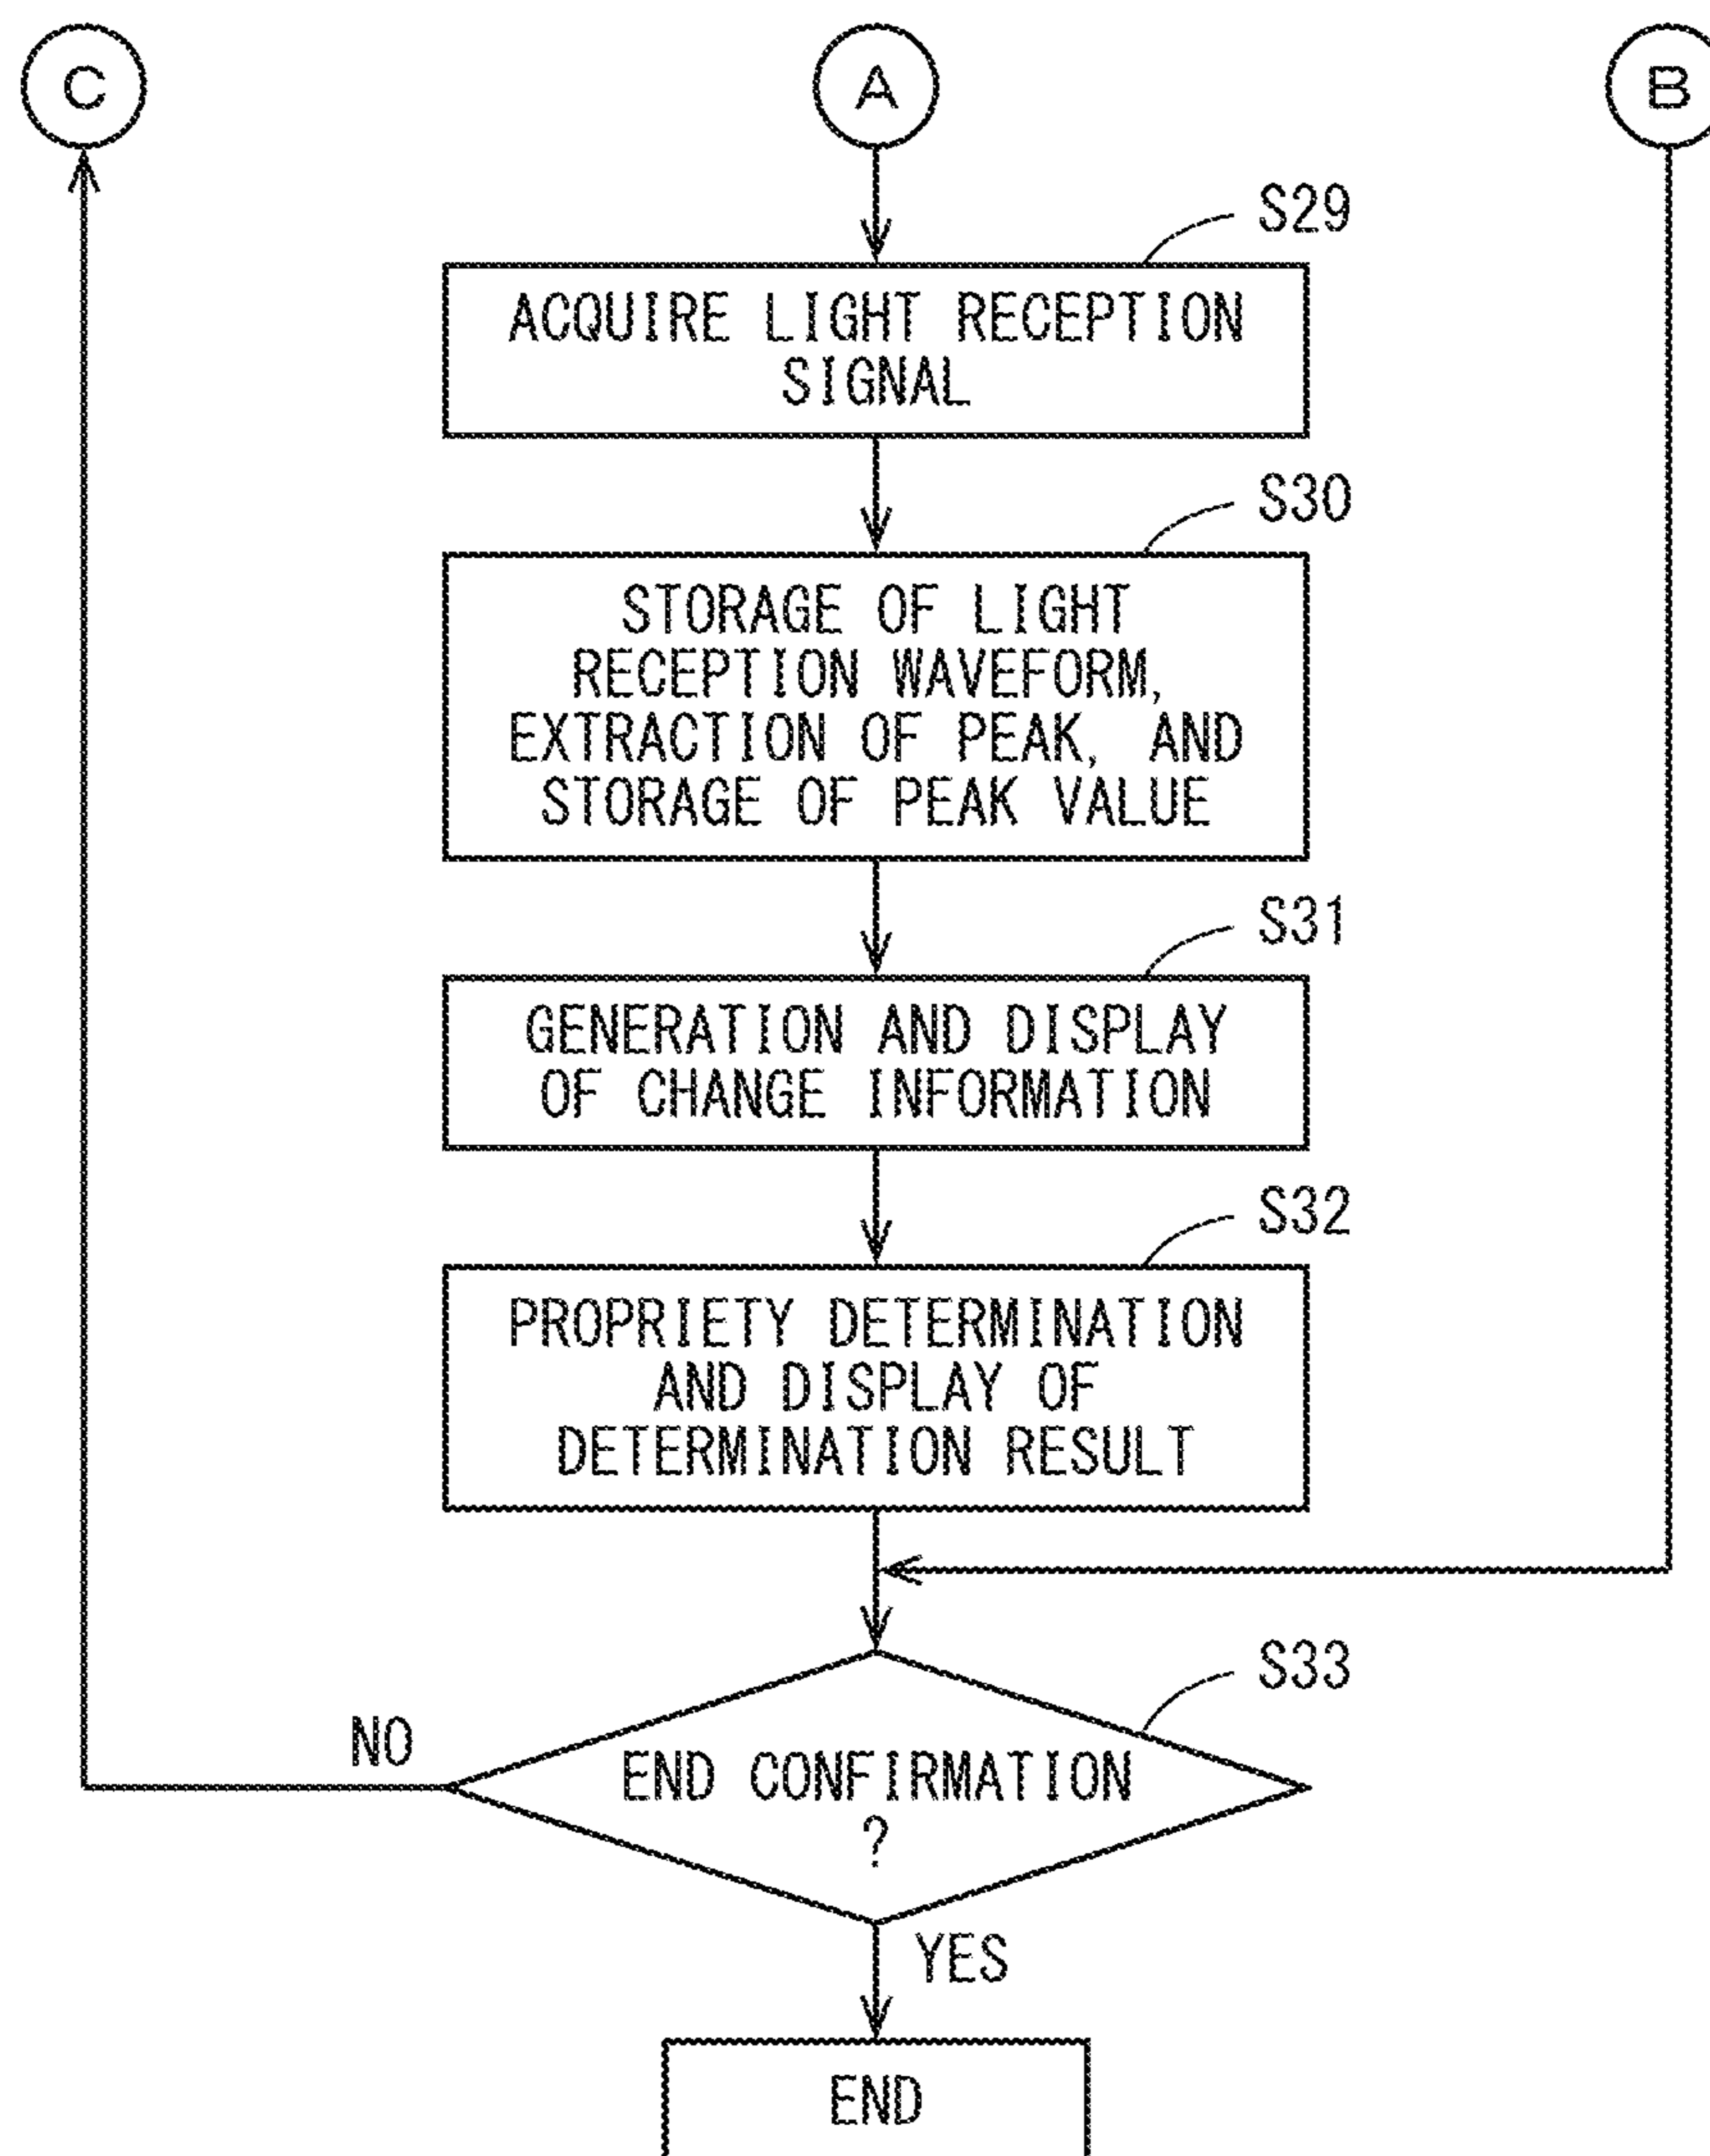 C
A
B
S29
ACQUIRE LIGHT RECEPTION
SIGNAL
S30
STORAGE OF LIGHT
RECEPTION WAVEFORM,
EXTRACTION OF PEAK, AND
STORAGE OF PEAK VALUE
S31
GENERATION AND DISPLAY
OF CHANGE INFORMATION
S32
PROPRIETY DETERMINATION
AND DISPLAY OF
DETERMINATION RESULT
S33
NO
END CONFIRMATION
?
YES
END